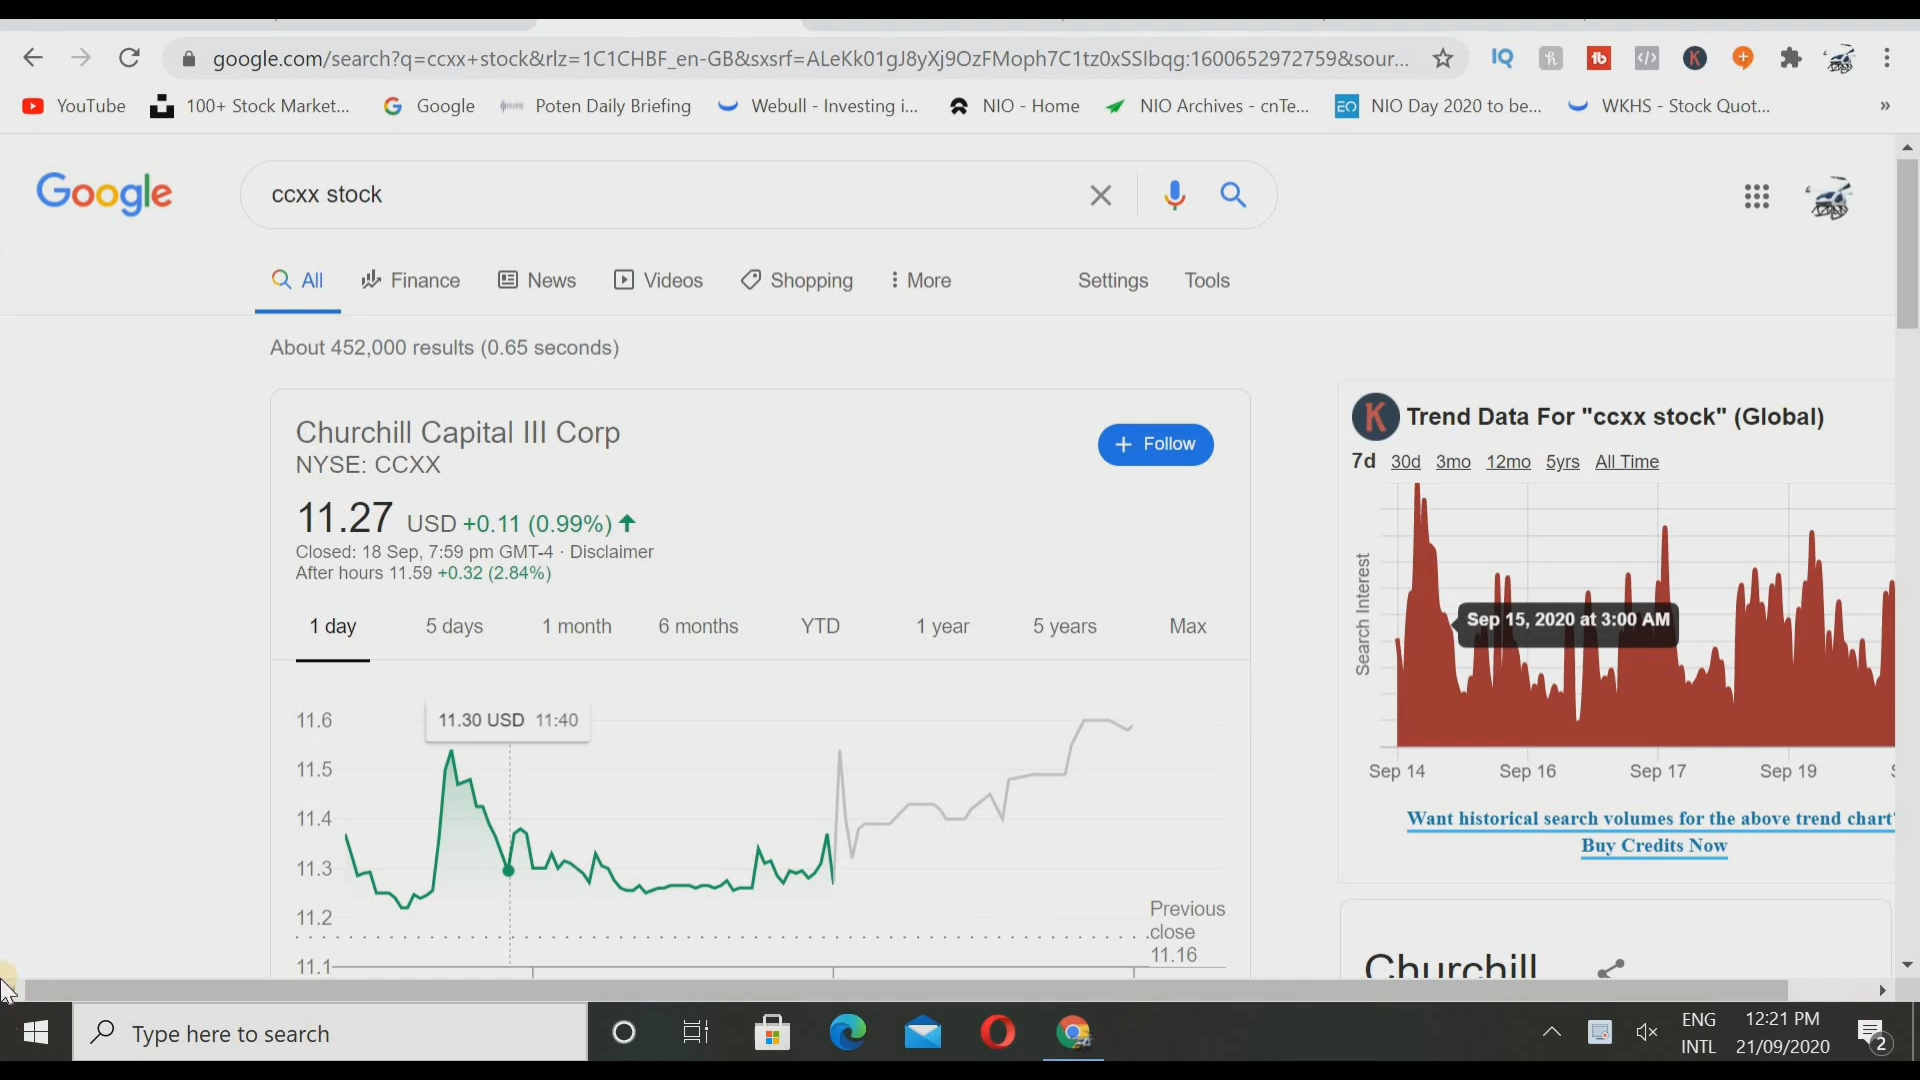 google.com/search?q=ccxx+stock&rlz=1C1CHBF_en-GB&sxsrf=ALeKk01gJ8yXj9OzFMoph7C1tz0xSSIbqg:1600652972759&sour...
IQ
tb
</>
K
YouTube
100+ Stock Market...
Google
Poten Daily Briefing
Webull - Investing i...
NIO - Home
NIO Archives - cnTe...
EO
NIO Day 2020 to be...
WKHS - Stock Quot...
»
Google
ccxx stock
All
Finance
News
Videos
Shopping
More
Settings
Tools
About 452,000 results (0.65 seconds)
Churchill Capital III Corp
NYSE: CCXX
+ Follow
11.27 USD +0.11 (0.99%)
Closed: 18 Sep, 7:59 pm GMT-4 · Disclaimer
After hours 11.59 +0.32 (2.84%)
1 day
5 days
1 month
6 months
YTD
1 year
5 years
Max
11.30 USD 11:40
11.6
11.5
11.4
11.3
11.2
11.1
Previous
close
11.16
K
Trend Data For "ccxx stock" (Global)
7d 30d 3mo 12mo 5yrs All Time
Search Interest
Sep 15, 2020 at 3:00 AM
Sep 14
Sep 16
Sep 17
Sep 19
Want historical search volumes for the above trend chart
Buy Credits Now
Churchill
Type here to search
ENG
INTL
12:21 PM
21/09/2020
2